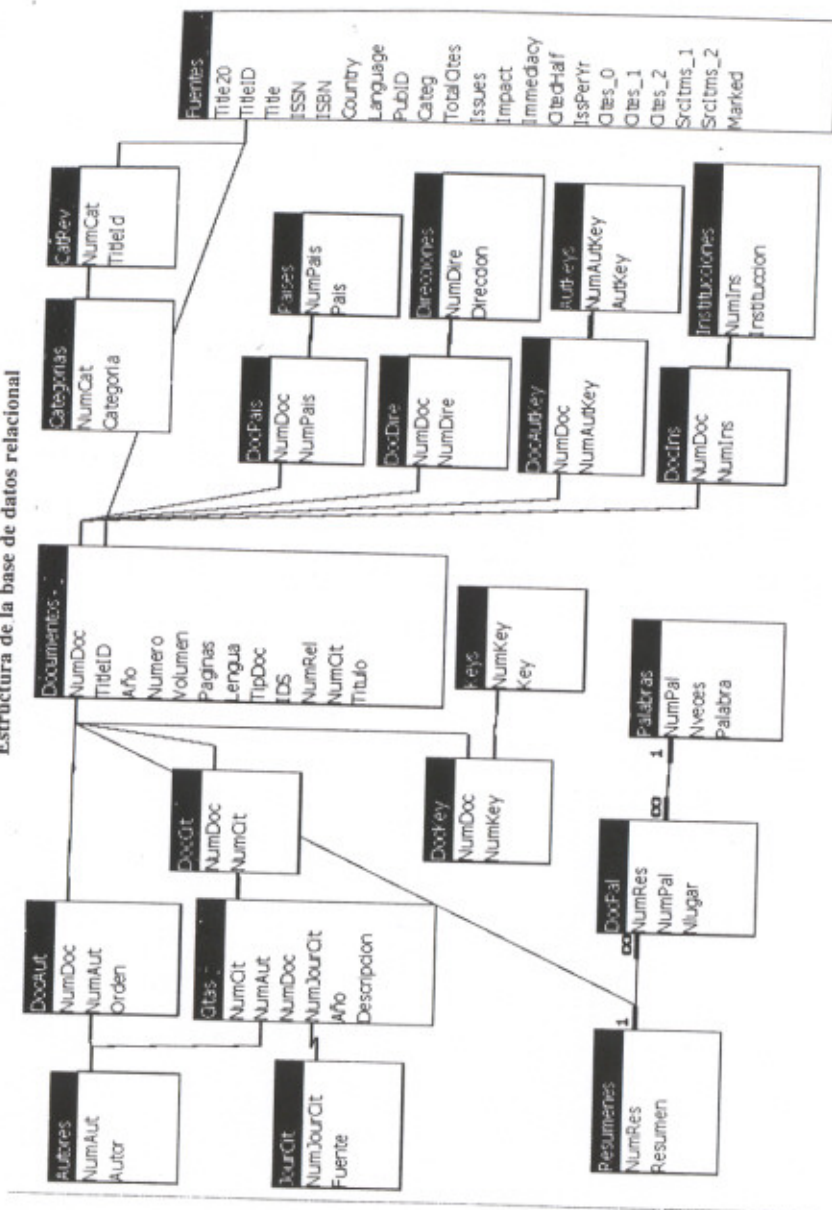 Estructura de la base de datos relacional
Autores
NumAut
Autor
DocAut
NumDoc
NumAut
Orden
JourCit
NumJourCit
Fuente
Citas
NumCit
NumAut
NumDoc
NumJourCit
Año
Descripcion
DocCit
NumDoc
NumCit
Documentos
NumDoc
TitleID
Año
Numero
Volumen
Paginas
Lengua
TipDoc
IDS
NumRel
NumCit
Titulo
Categorias
NumCat
Categoria
CatRev
NumCat
TitleId
Fuentes
Title20
TitleID
Title
ISSN
ISBN
Country
Language
PubID
Categ
TotalCites
Issues
Impact
Immediacy
CitedHalf
IssPerYr
Cites_0
Cites_1
Cites_2
SrcItms_1
SrcItms_2
Marked
DocPais
NumDoc
NumPais
Paises
NumPais
Pais
DocDire
NumDoc
NumDire
Direcciones
NumDire
Direccion
DocAutKey
NumDoc
NumAutKey
AutKeys
NumAutKey
AutKey
DocIns
NumDoc
NumIns
Instituciones
NumIns
Institucion
DocKey
NumDoc
NumKey
Keys
NumKey
Key
Resumenes
NumRes
Resumen
1
∞
DocPal
NumRes
NumPal
Nlugar
∞
1
Palabras
NumPal
Nveces
Palabra